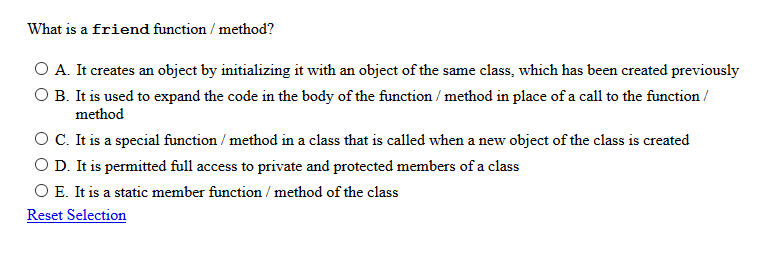 What is a friend function / method?
A. It creates an object by initializing it with an object of the same class, which has been created previously
B. It is used to expand the code in the body of the function / method in place of a call to the function /
method
C. It is a special function / method in a class that is called when a new object of the class is created
D. It is permitted full access to private and protected members of a class
E. It is a static member function / method of the class
Reset Selection